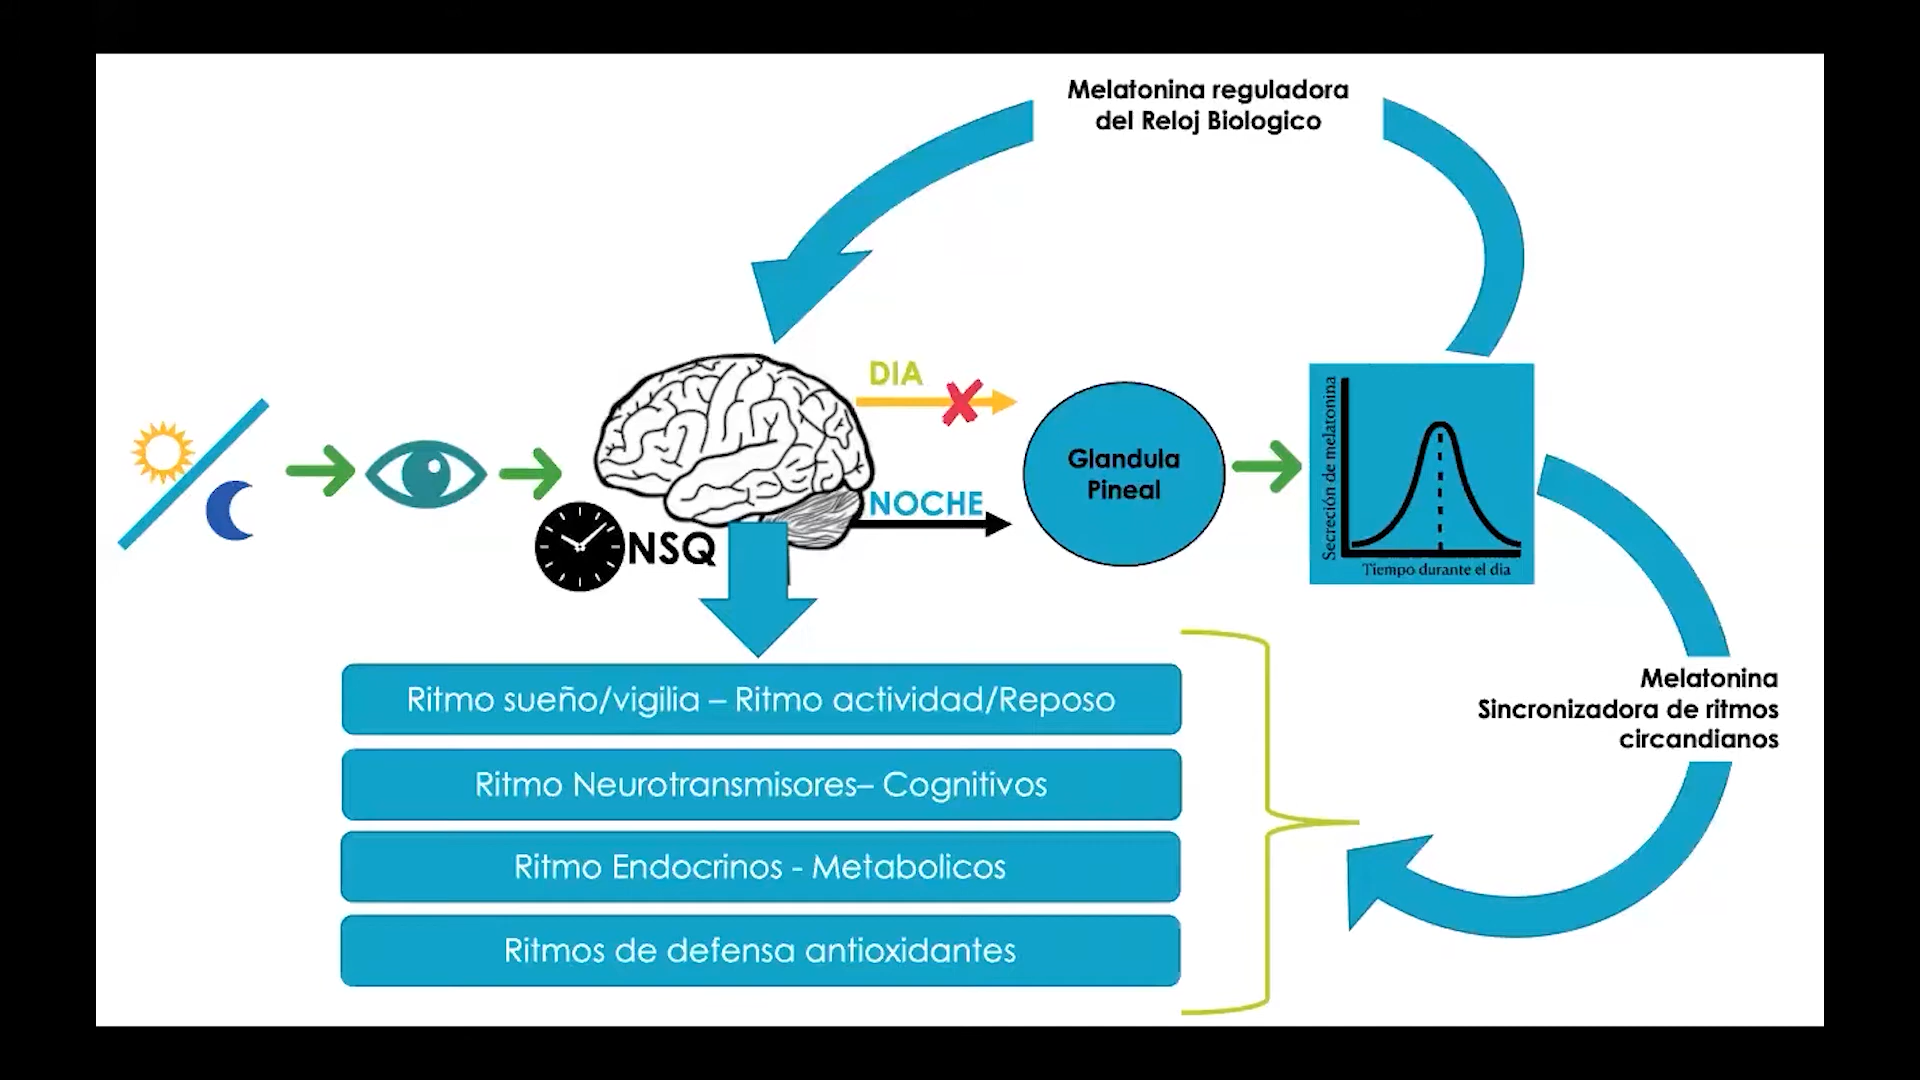 Melatonina reguladora
del Reloj Biologico
DIA
NOCHE
NSQ
Glandula
Pineal
Secreción de melatonina
Tiempo durante el dia
Melatonina
Sincronizadora de ritmos
circandianos
Ritmo sueño/vigilia – Ritmo actividad/Reposo
Ritmo Neurotransmisores– Cognitivos
Ritmo Endocrinos - Metabolicos
Ritmos de defensa antioxidantes